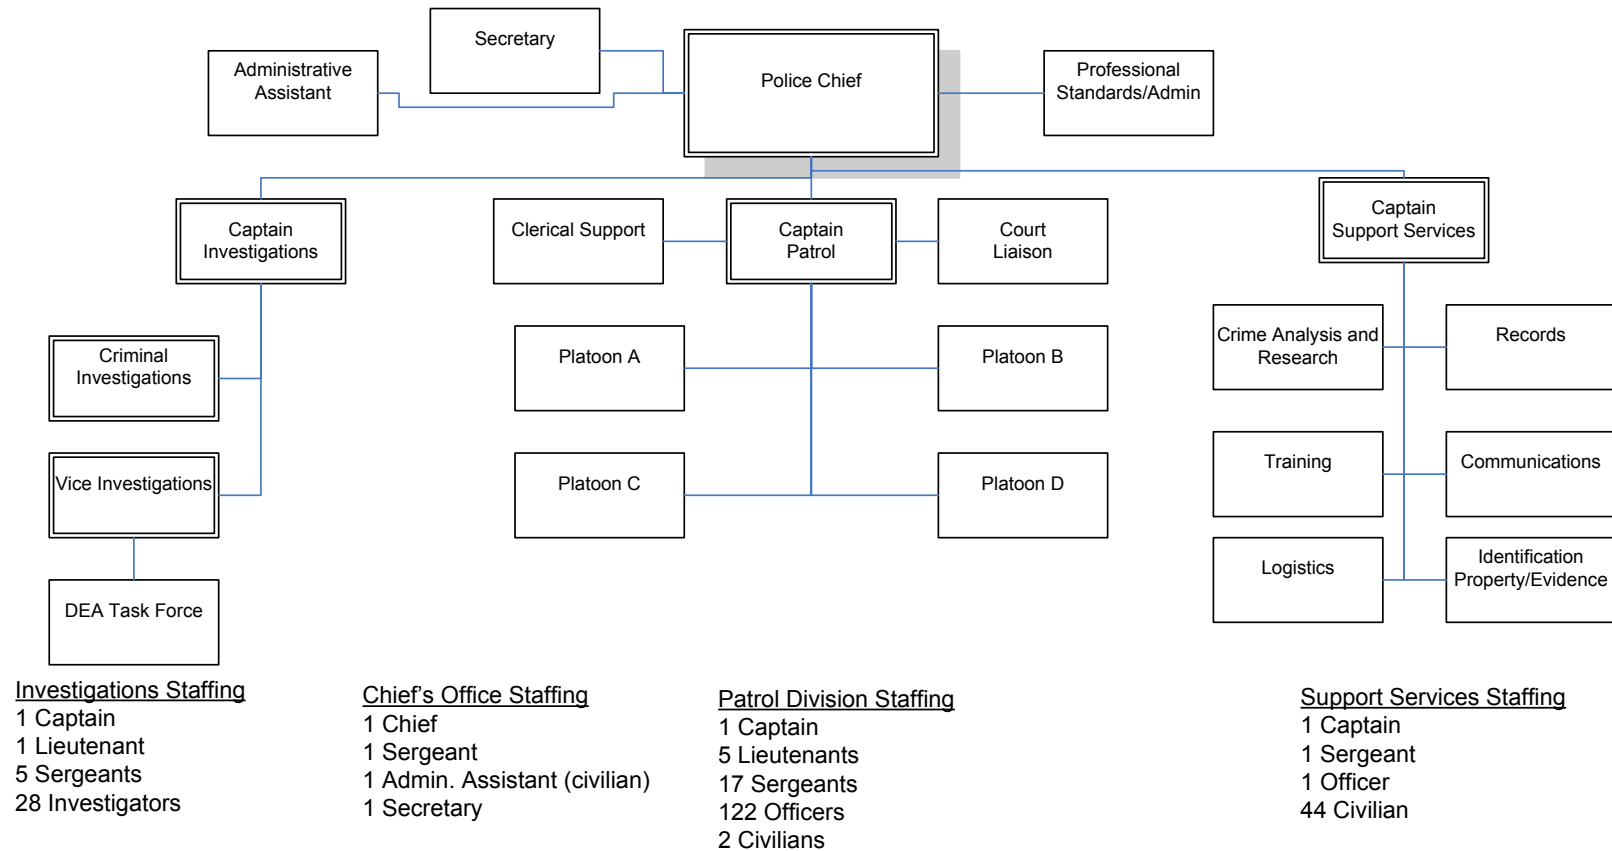 Secretary
Administrative
Assistant
Police Chief
Professional
Standards/Admin
Captain
Investigations
Clerical Support
Captain
Patrol
Court
Liaison
Captain
Support Services
Criminal
Investigations
Platoon A
Platoon B
Crime Analysis and
Research
Records
Vice Investigations
Platoon C
Platoon D
Training
Communications
DEA Task Force
Logistics
Identification
Property/Evidence
Investigations Staffing
1 Captain
1 Lieutenant
5 Sergeants
28 Investigators
Chief's Office Staffing
1 Chief
1 Sergeant
1 Admin. Assistant (civilian)
1 Secretary
Patrol Division Staffing
1 Captain
5 Lieutenants
17 Sergeants
122 Officers
2 Civilians
Support Services Staffing
1 Captain
1 Sergeant
1 Officer
44 Civilian